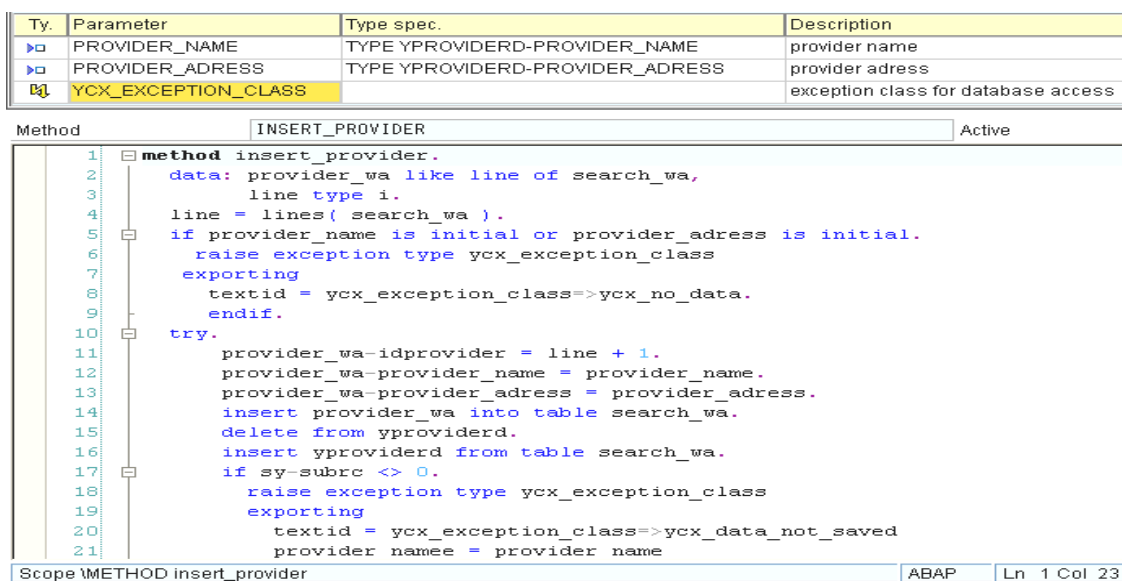 Ty. Parameter Type spec. Description
PROVIDER_NAME TYPE YPROVIDERD-PROVIDER_NAME provider name
PROVIDER_ADRESS TYPE YPROVIDERD-PROVIDER_ADRESS provider adress
YCX_EXCEPTION_CLASS exception class for database access
Method INSERT_PROVIDER Active
1 method insert_provider.
2 data: provider_wa like line of search_wa,
3 line type i.
4 line = lines( search_wa ).
5 if provider_name is initial or provider_adress is initial.
6 raise exception type ycx_exception_class
7 exporting
8 textid = ycx_exception_class=>ycx_no_data.
9 endif.
10 try.
11 provider_wa-idprovider = line + 1.
12 provider_wa-provider_name = provider_name.
13 provider_wa-provider_adress = provider_adress.
14 insert provider_wa into table search_wa.
15 delete from yproviderd.
16 insert yproviderd from table search_wa.
17 if sy-subrc <> 0.
18 raise exception type ycx_exception_class
19 exporting
20 textid = ycx_exception_class=>ycx_data_not_saved
21 provider_namee = provider_name
Scope \METHOD insert_provider ABAP Ln 1 Col 23